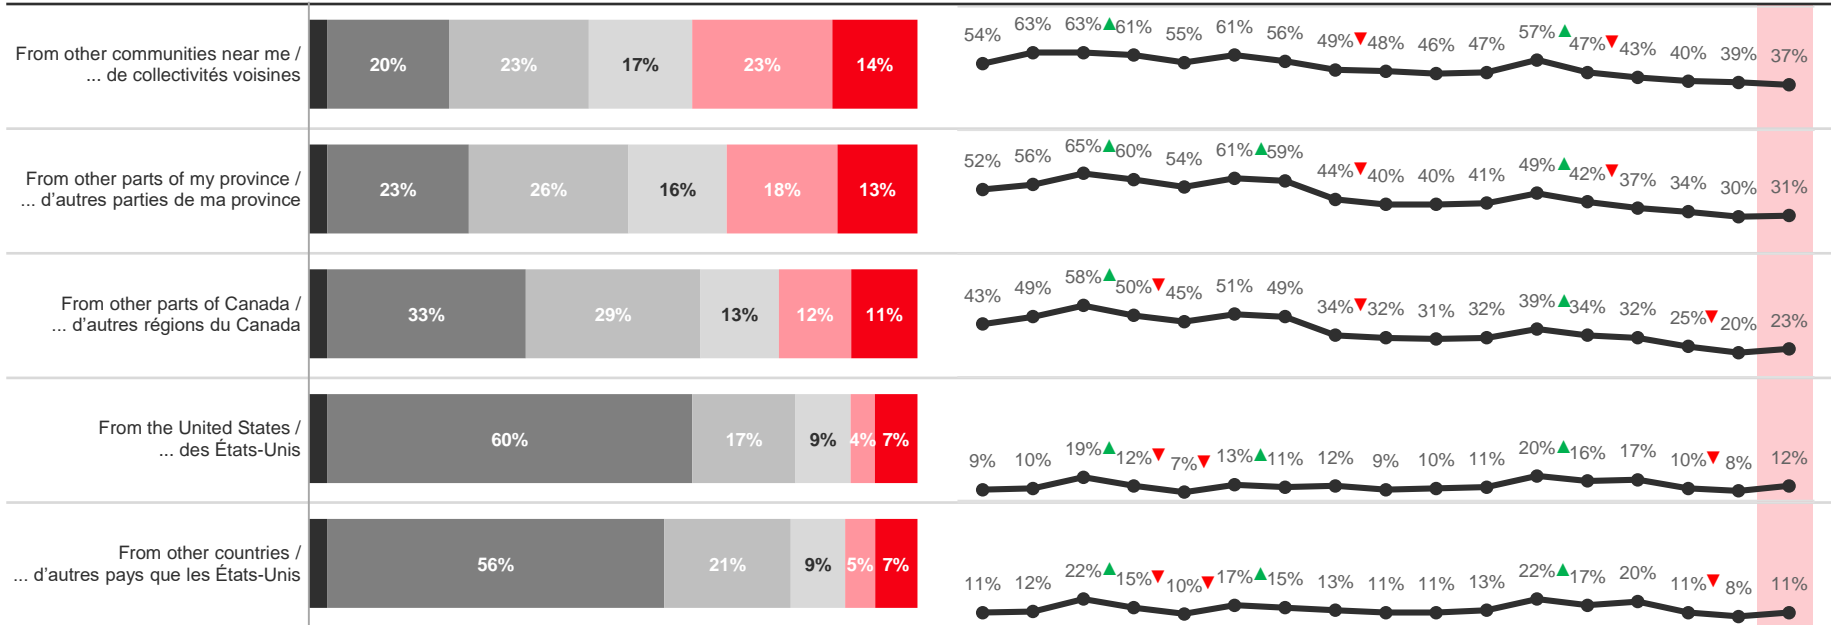 From other communities near me /
... de collectivités voisines
20% 23% 17% 23% 14%
54% 63% 63% 61% 55% 61% 56% 49% 48% 46% 47% 57% 47% 43% 40% 39% 37%
From other parts of my province /
... d'autres parties de ma province
23% 26% 16% 18% 13%
52% 56% 65% 60% 54% 61% 59% 44% 40% 40% 41% 49% 42% 37% 34% 30% 31%
From other parts of Canada /
... d'autres régions du Canada
33% 29% 13% 12% 11%
43% 49% 58% 50% 45% 51% 49% 34% 32% 31% 32% 39% 34% 32% 25% 20% 23%
From the United States /
... des États-Unis
60% 17% 9% 4% 7%
9% 10% 19% 12% 7% 13% 11% 12% 9% 10% 11% 20% 16% 17% 10% 8% 12%
From other countries /
... d'autres pays que les États-Unis
56% 21% 9% 5% 7%
11% 12% 22% 15% 10% 17% 15% 13% 11% 11% 13% 22% 17% 20% 11% 8% 11%